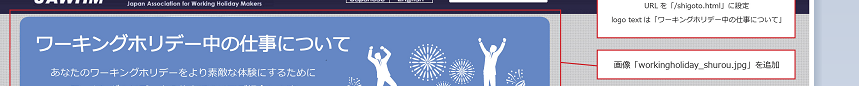 Japan Association for Working Holiday Makers
URL を「/shigoto.html」に設定
logo text は「ワーキングホリデー中の仕事について」
ワーキングホリデー中の仕事について
あなたのワーキングホリデーをより素敵な体験にするために
画像「workingholiday_shurou.jpg」を追加